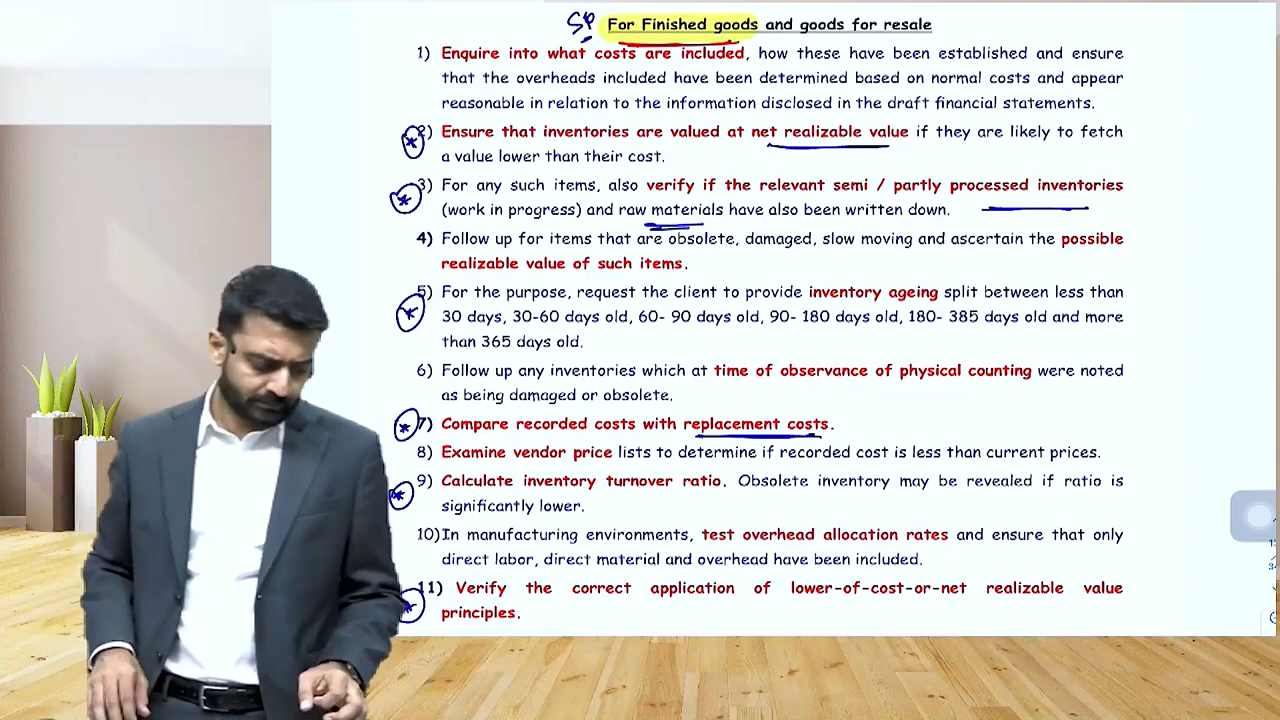 SP For Finished goods and goods for resale
1) Enquire into what costs are included, how these have been established and ensure
that the overheads included have been determined based on normal costs and appear
reasonable in relation to the information disclosed in the draft financial statements.
2) Ensure that inventories are valued at net realizable value if they are likely to fetch
a value lower than their cost.
3) For any such items, also verify if the relevant semi / partly processed inventories
(work in progress) and raw materials have also been written down.
4) Follow up for items that are obsolete, damaged, slow moving and ascertain the possible
realizable value of such items.
5) For the purpose, request the client to provide inventory ageing split between less than
30 days, 30-60 days old, 60- 90 days old, 90- 180 days old, 180- 385 days old and more
than 365 days old.
6) Follow up any inventories which at time of observance of physical counting were noted
as being damaged or obsolete.
7) Compare recorded costs with replacement costs.
8) Examine vendor price lists to determine if recorded cost is less than current prices.
9) Calculate inventory turnover ratio. Obsolete inventory may be revealed if ratio is
significantly lower.
10)In manufacturing environments, test overhead allocation rates and ensure that only
direct labor, direct material and overhead have been included.
11) Verify the correct application of lower-of-cost-or-net realizable value
principles.